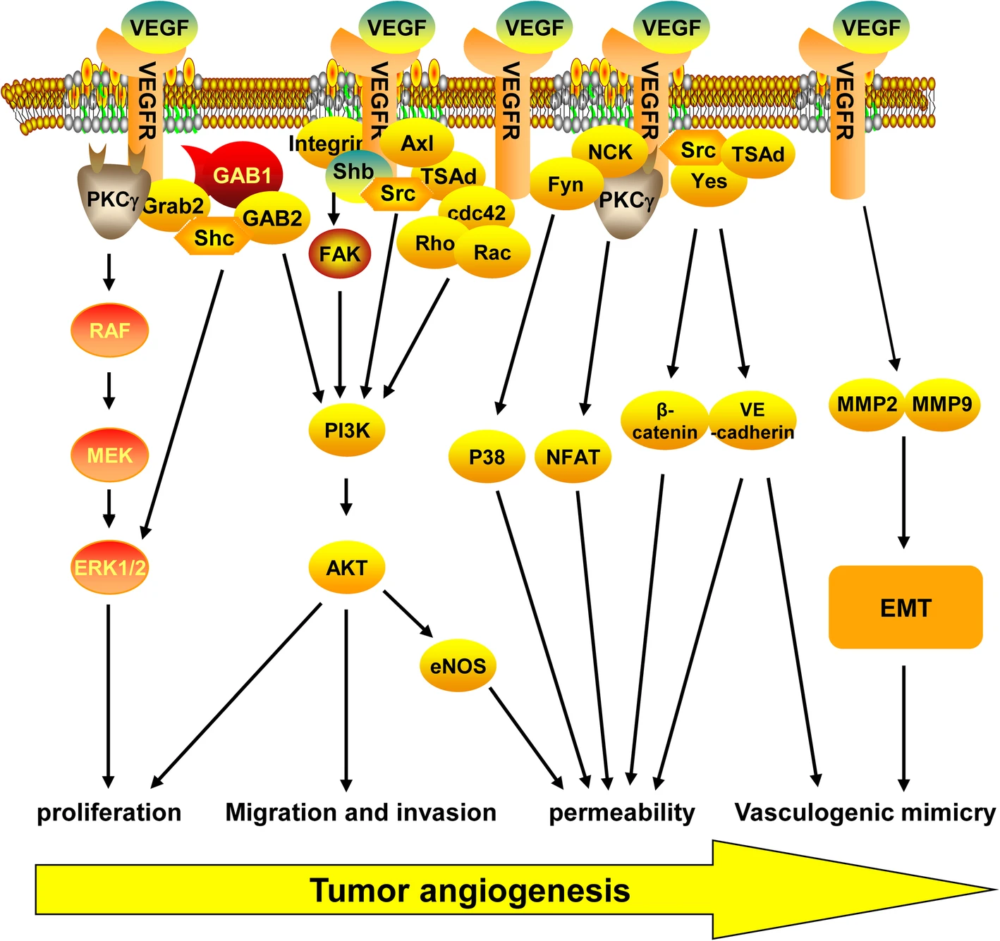 VEGF
VEGF
VEGF
VEGF
VEGF
VEGFR
VEGFR
VEGFR
VEGFR
VEGFR
Integrin
Axl
NCK
Src
TSAd
Shb
TSAd
GAB1
Fyn
Yes
PKCγ
Grab2
Src
PKCγ
GAB2
cdc42
Shc
Rho
Rac
FAK
RAF
PI3K
β-
catenin
VE
-cadherin
MMP2
MMP9
MEK
P38
NFAT
ERK1/2
AKT
EMT
eNOS
proliferation
Migration and invasion
permeability
Vasculogenic mimicry
Tumor angiogenesis